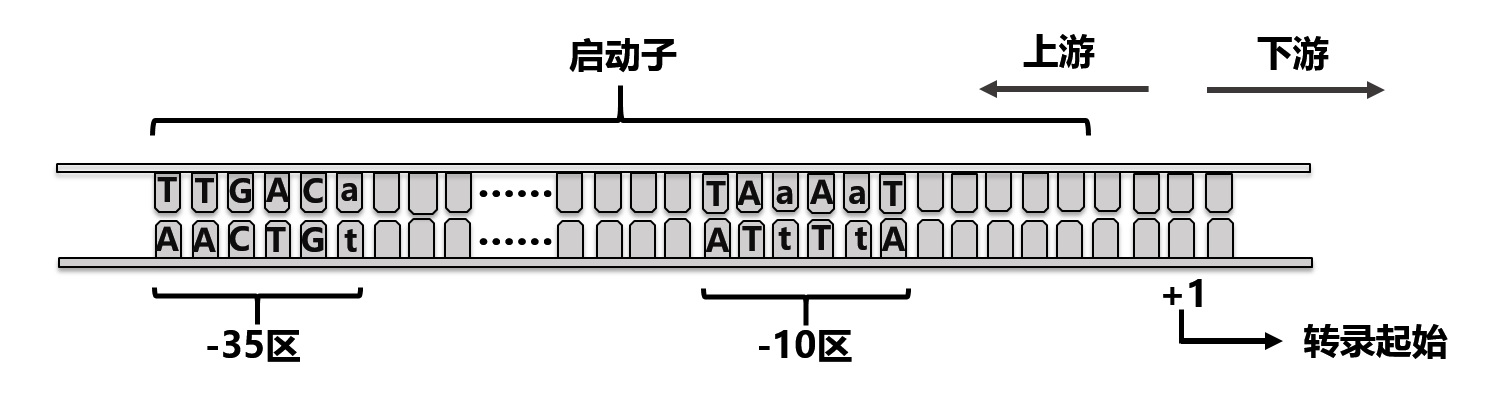 启动子
上游
下游
TTGACa
......
TAaAaT
AACTGt
......
ATtTtA
-35区
-10区
+1
转录起始